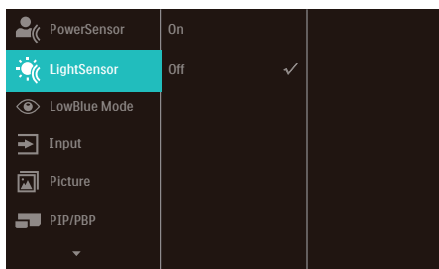 PowerSensor
On
LightSensor
Off
LowBlue Mode
Input
Picture
PIP/PBP